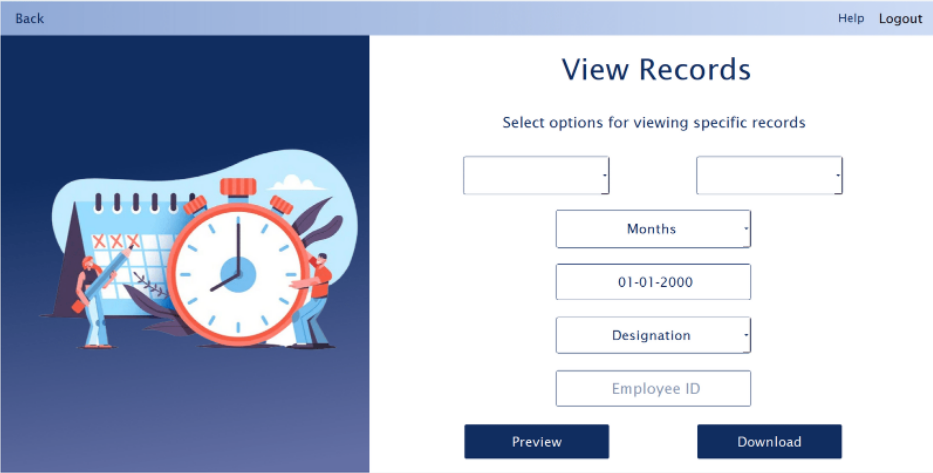 Back Help Logout
View Records
Select options for viewing specific records
Months
01-01-2000
Designation
Employee ID
Preview Download